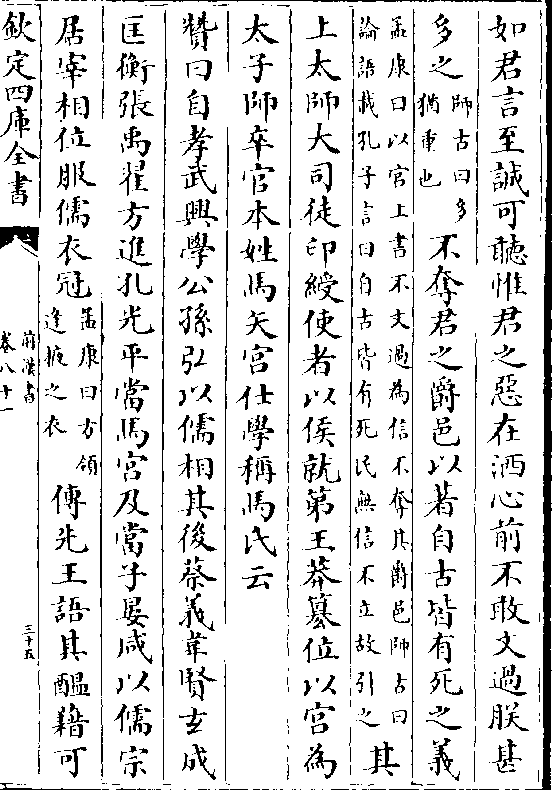 如君言至誠可聽惟君之惡在洒心前不敢文過朕甚
多之師古曰多猶重也不奪君之爵邑以著自古皆有死之義
孟康曰以官上書不文過為信不奪其爵邑師古曰論語載孔子言曰自古皆有死民無信不立故引之其
上太師大司徒印綬使者以侯就第王莽篡位以宮為
太子師卒官本姓馬矢宮仕學稱馬氏云
贊曰自孝武興學公孫弘以儒相其後蔡義韋賢玄成
匡衡張禹翟方進孔光平當馬宮及當子晏咸以儒宗
居宰相位服儒衣冠孟康曰方領逢掖之衣傳先王語其醞藉可
欽定四庫全書
前漢書
卷八十一
三十五